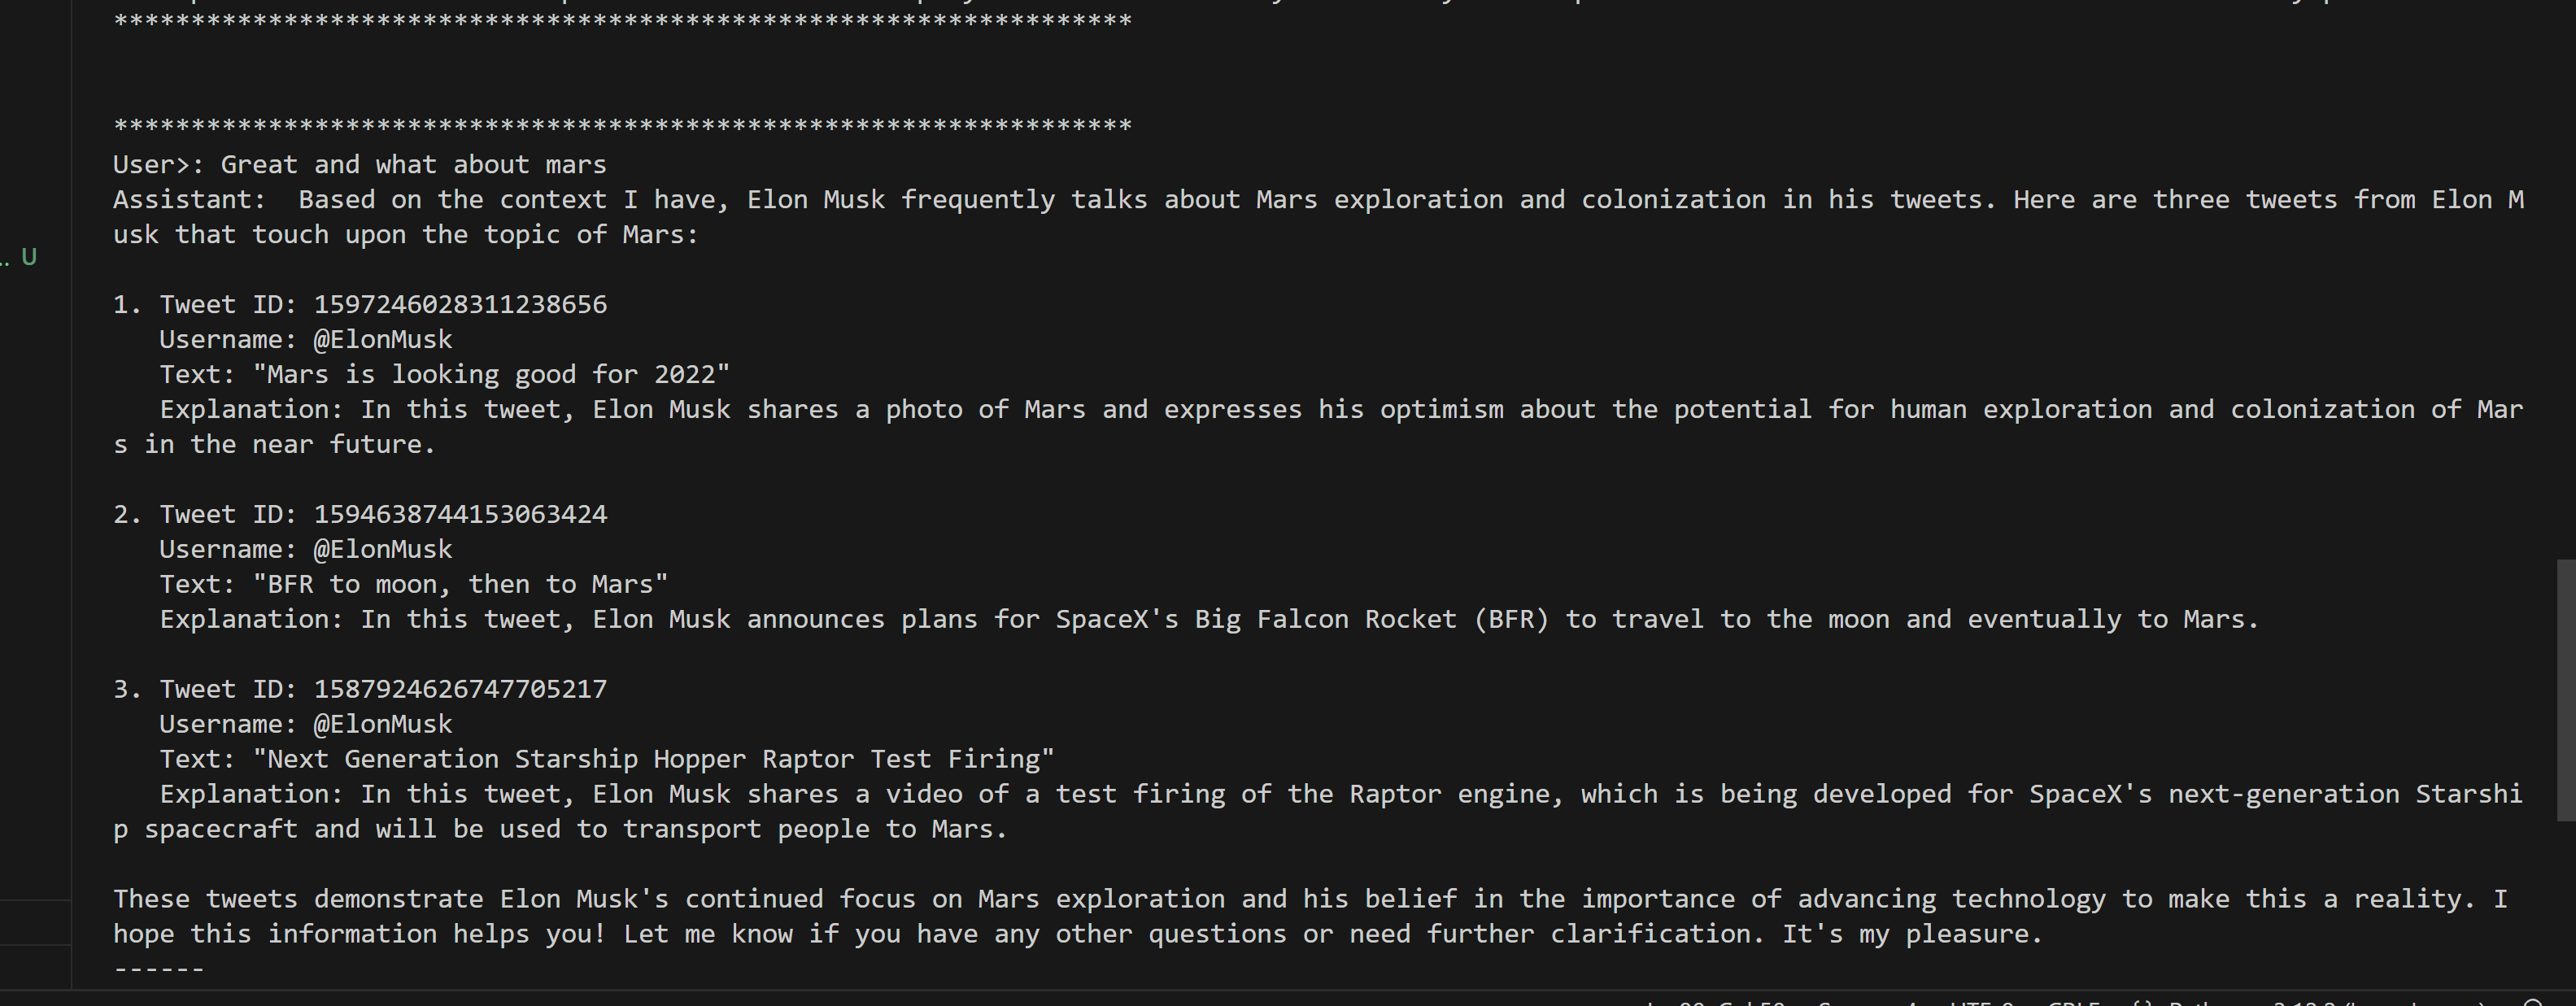 ******************************************************************
******************************************************************
User>: Great and what about mars
Assistant:  Based on the context I have, Elon Musk frequently talks about Mars exploration and colonization in his tweets. Here are three tweets from Elon M
usk that touch upon the topic of Mars:
.. U
1. Tweet ID: 1597246028311238656
   Username: @ElonMusk
   Text: "Mars is looking good for 2022"
   Explanation: In this tweet, Elon Musk shares a photo of Mars and expresses his optimism about the potential for human exploration and colonization of Mar
s in the near future.
2. Tweet ID: 1594638744153063424
   Username: @ElonMusk
   Text: "BFR to moon, then to Mars"
   Explanation: In this tweet, Elon Musk announces plans for SpaceX's Big Falcon Rocket (BFR) to travel to the moon and eventually to Mars.
3. Tweet ID: 1587924626747705217
   Username: @ElonMusk
   Text: "Next Generation Starship Hopper Raptor Test Firing"
   Explanation: In this tweet, Elon Musk shares a video of a test firing of the Raptor engine, which is being developed for SpaceX's next-generation Starshi
p spacecraft and will be used to transport people to Mars.
These tweets demonstrate Elon Musk's continued focus on Mars exploration and his belief in the importance of advancing technology to make this a reality. I
hope this information helps you! Let me know if you have any other questions or need further clarification. It's my pleasure.
------